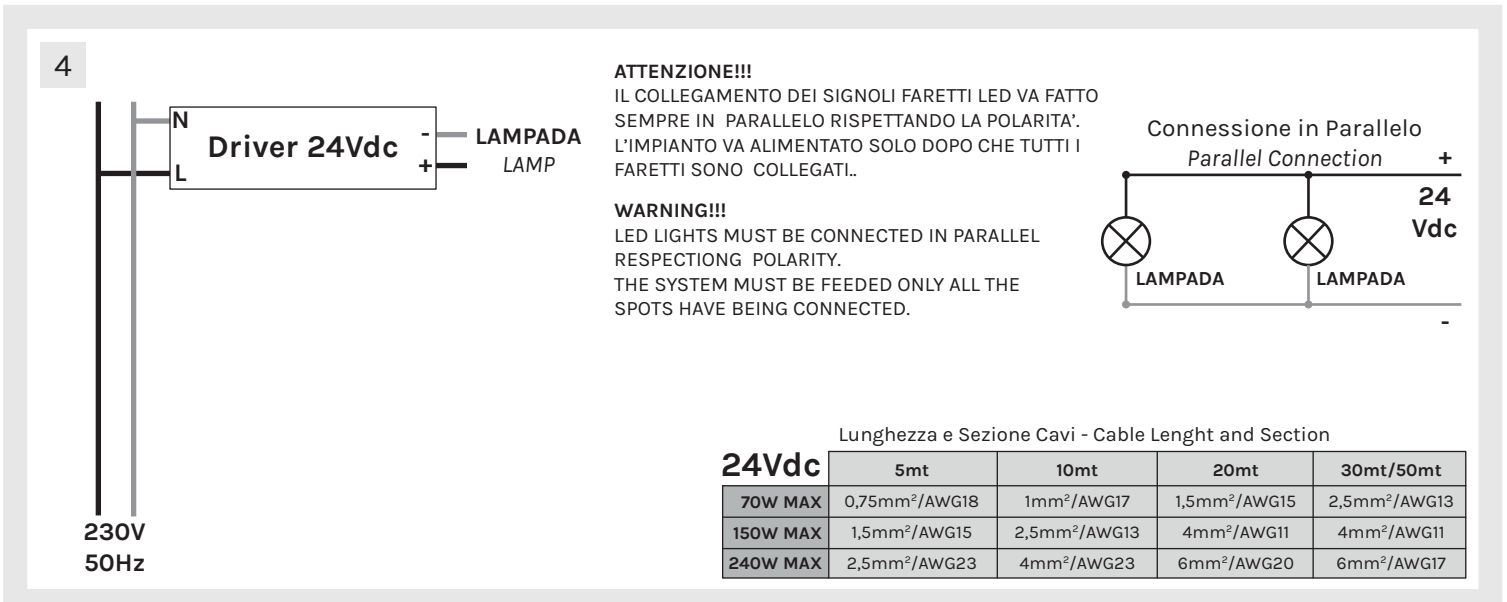 4
N
Driver 24Vdc
L
-
+
LAMPADA
LAMP
230V
50Hz
ATTENZIONE!!!
IL COLLEGAMENTO DEI SIGNOLI FARETTI LED VA FATTO
SEMPRE IN PARALLELO RISPETTANDO LA POLARITA’.
L’IMPIANTO VA ALIMENTATO SOLO DOPO CHE TUTTI I
FARETTI SONO COLLEGATI..
WARNING!!!
LED LIGHTS MUST BE CONNECTED IN PARALLEL
RESPECTIONG POLARITY.
THE SYSTEM MUST BE FEEDED ONLY ALL THE
SPOTS HAVE BEING CONNECTED.
Connessione in Parallelo
Parallel Connection
+
24
Vdc
LAMPADA LAMPADA
-
Lunghezza e Sezione Cavi - Cable Lenght and Section
24Vdc 5mt 10mt 20mt 30mt/50mt
70W MAX 0,75mm²/AWG18 1mm²/AWG17 1,5mm²/AWG15 2,5mm²/AWG13
150W MAX 1,5mm²/AWG15 2,5mm²/AWG13 4mm²/AWG11 4mm²/AWG11
240W MAX 2,5mm²/AWG23 4mm²/AWG23 6mm²/AWG20 6mm²/AWG17